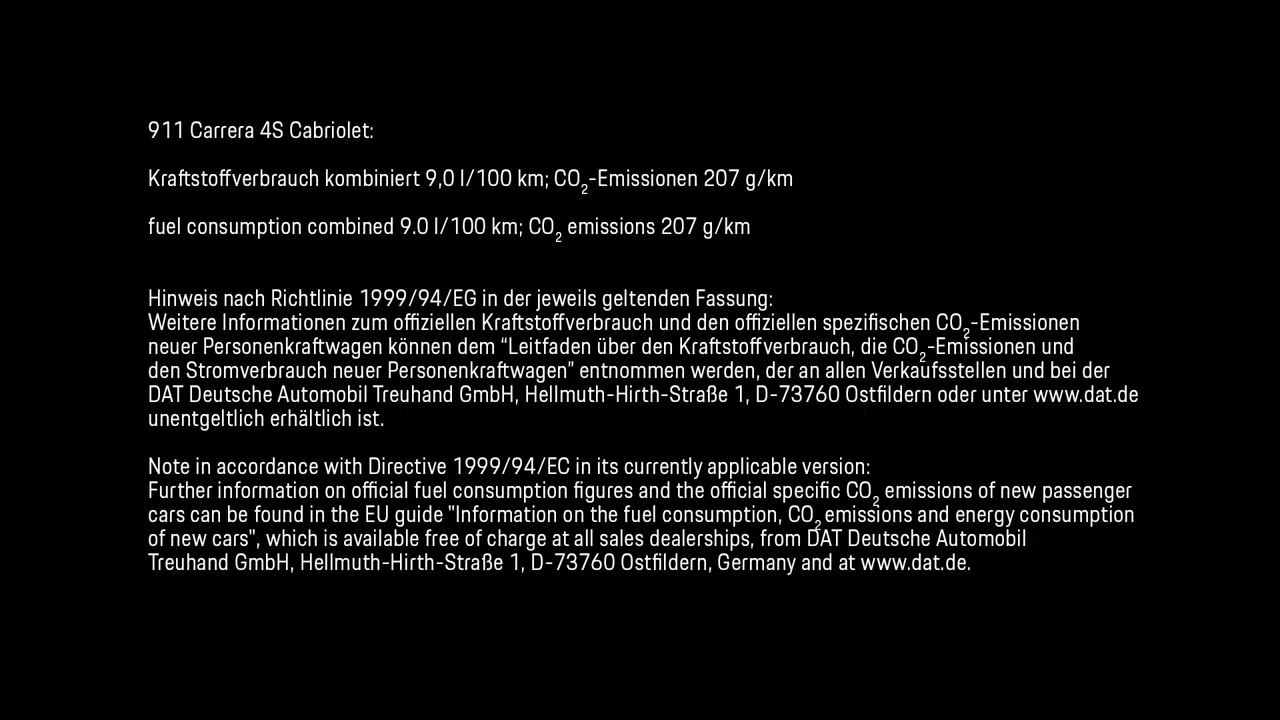 911 Carrera 4S Cabriolet:
Kraftstoffverbrauch kombiniert 9,0 l/100 km; CO₂-Emissionen 207 g/km
fuel consumption combined 9.0 l/100 km; CO₂ emissions 207 g/km
Hinweis nach Richtlinie 1999/94/EG in der jeweils geltenden Fassung:
Weitere Informationen zum offiziellen Kraftstoffverbrauch und den offiziellen spezifischen CO₂-Emissionen
neuer Personenkraftwagen können dem “Leitfaden über den Kraftstoffverbrauch, die CO₂-Emissionen und
den Stromverbrauch neuer Personenkraftwagen” entnommen werden, der an allen Verkaufsstellen und bei der
DAT Deutsche Automobil Treuhand GmbH, Hellmuth-Hirth-Straße 1, D-73760 Ostfildern oder unter www.dat.de
unentgeltlich erhältlich ist.
Note in accordance with Directive 1999/94/EC in its currently applicable version:
Further information on official fuel consumption figures and the official specific CO₂ emissions of new passenger
cars can be found in the EU guide "Information on the fuel consumption, CO₂ emissions and energy consumption
of new cars", which is available free of charge at all sales dealerships, from DAT Deutsche Automobil
Treuhand GmbH, Hellmuth-Hirth-Straße 1, D-73760 Ostfildern, Germany and at www.dat.de.